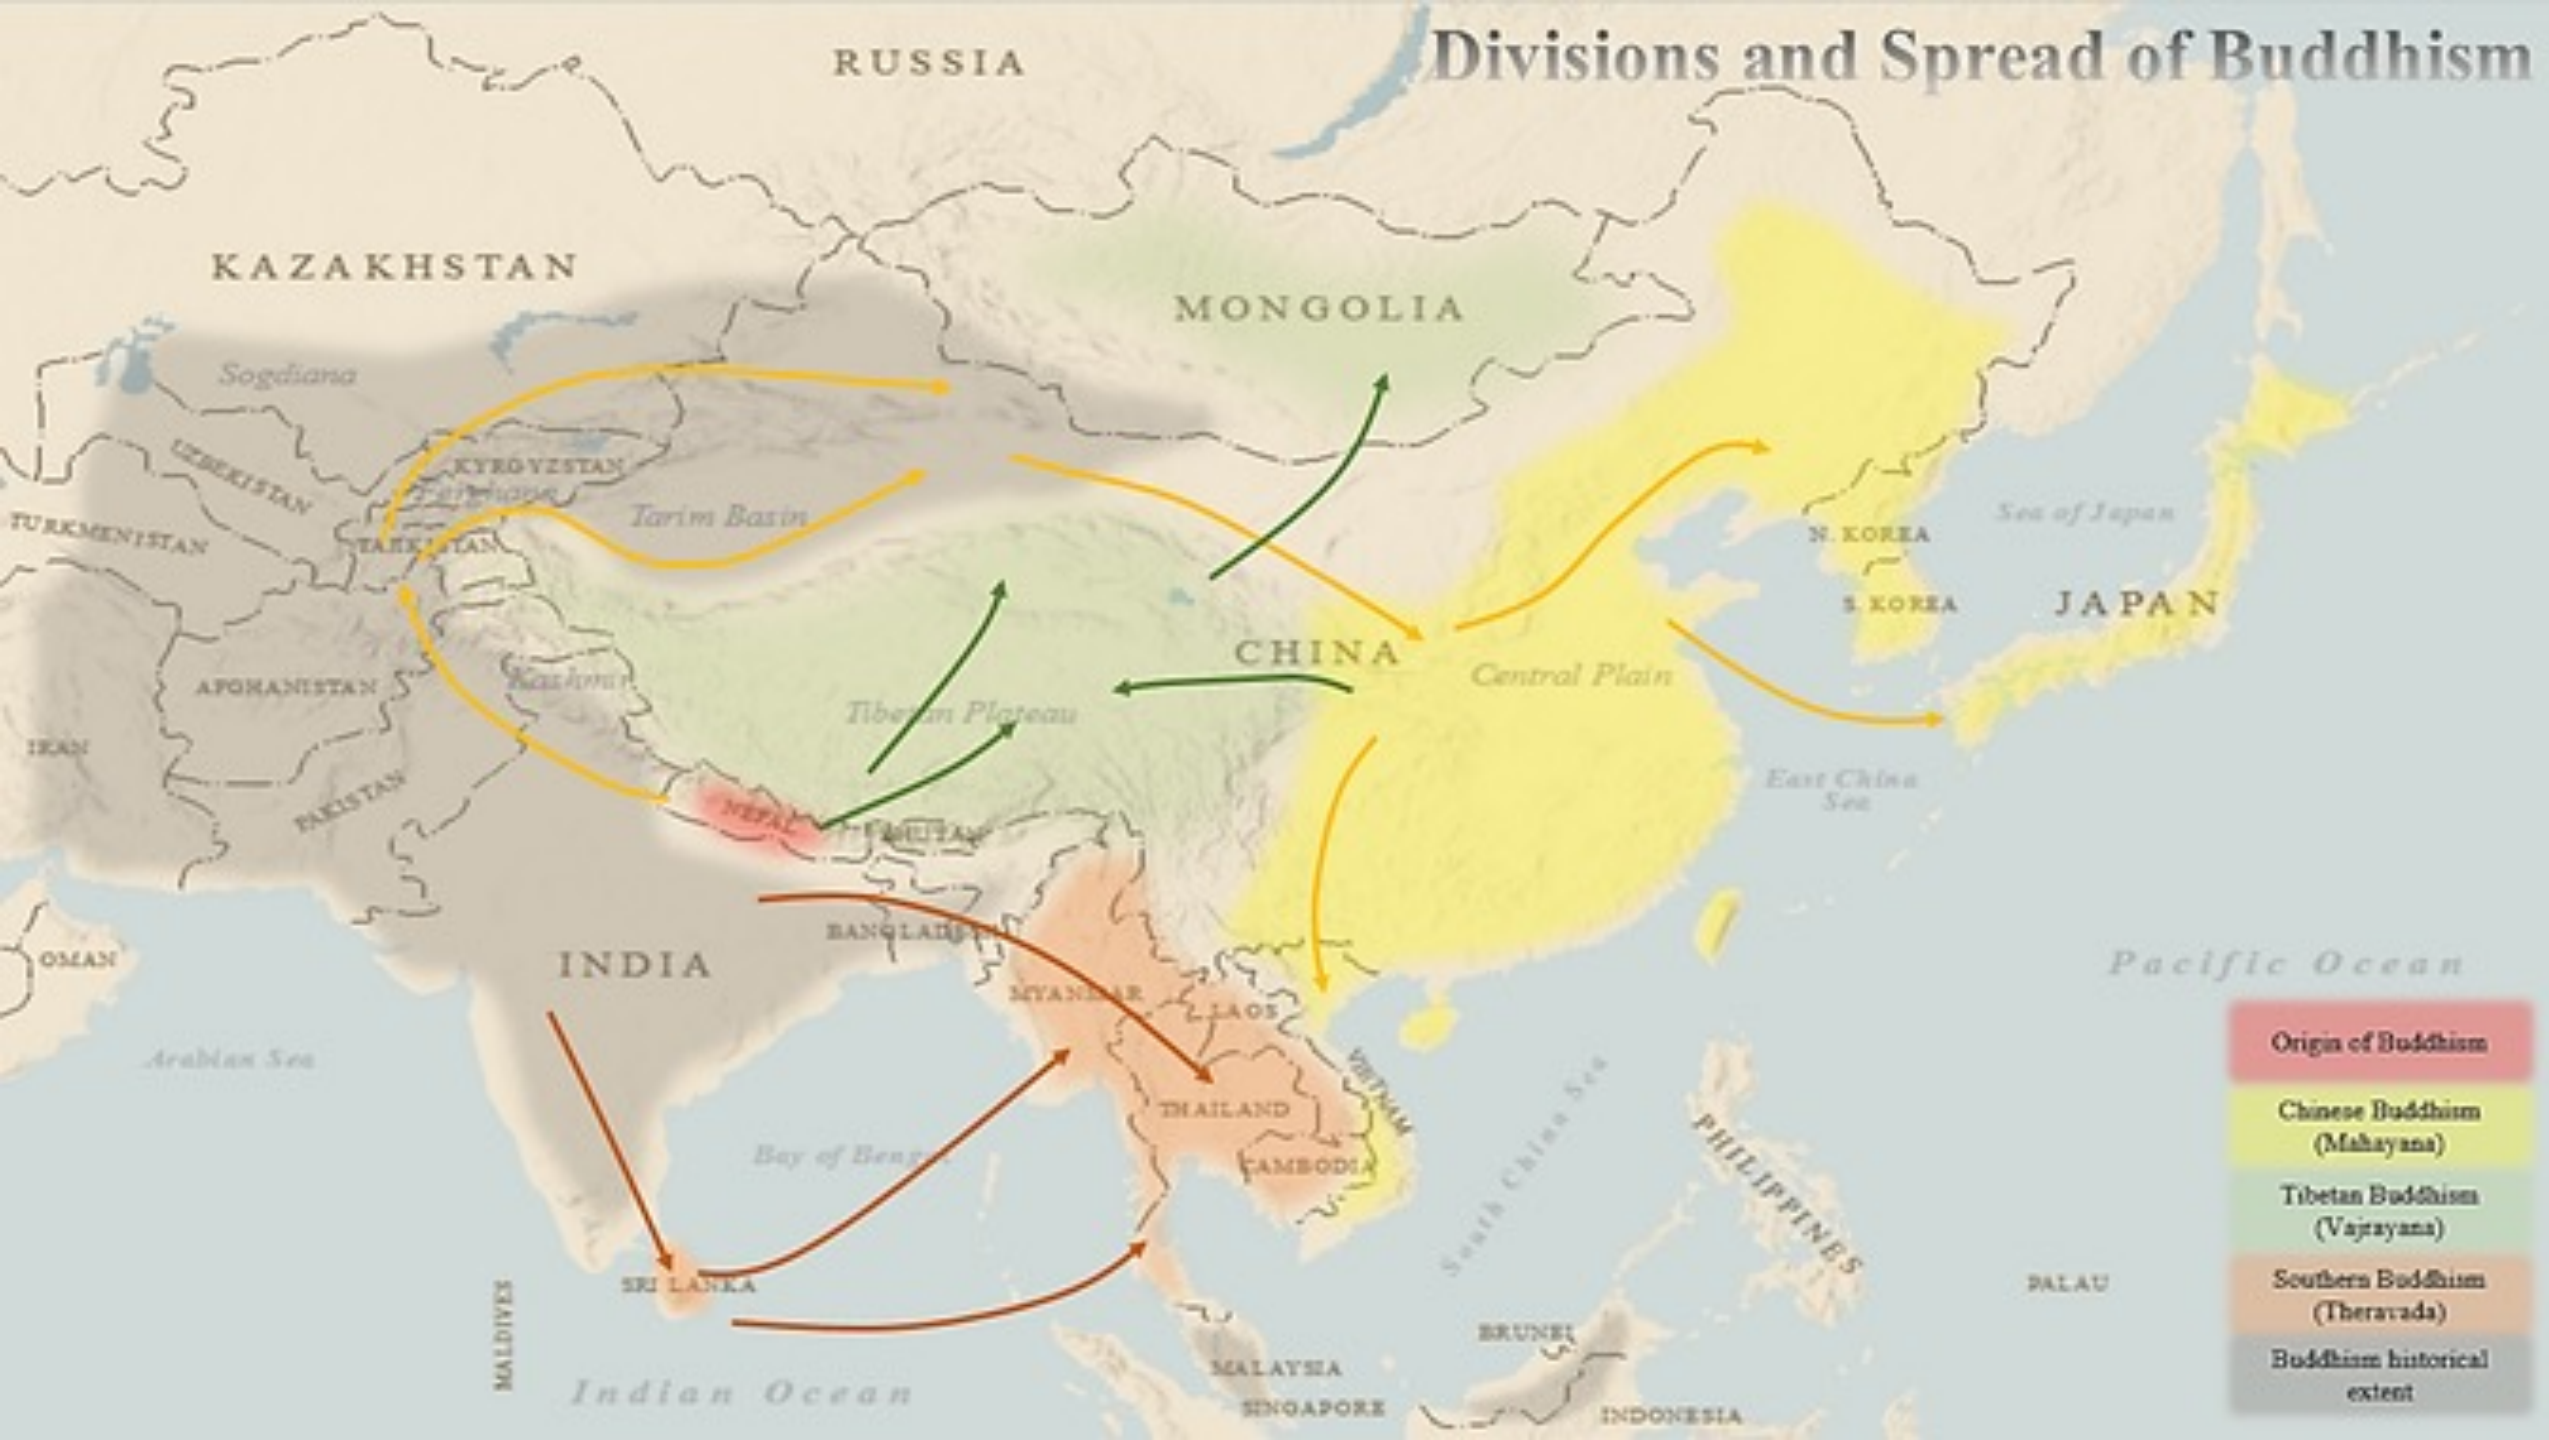 Divisions and Spread of Buddhism
RUSSIA
KAZAKHSTAN
MONGOLIA
Sogdiana
UZBEKISTAN
KYRGYZSTAN
TURKMENISTAN
Tarim Basin
N. KOREA
Sea of Japan
S. KOREA
JAPAN
CHINA
Central Plain
Kashmir
AFGHANISTAN
Tibetan Plateau
IRAN
PAKISTAN
NEPAL
BHUTAN
East China
Sea
BANGLADESH
INDIA
OMAN
Pacific Ocean
MYANMAR
LAOS
Arabian Sea
VIETNAM
THAILAND
Bay of Bengal
CAMBODIA
South China Sea
PHILIPPINES
SRI LANKA
MALDIVES
PALAU
BRUNEI
MALAYSIA
Indian Ocean
SINGAPORE
INDONESIA
Origin of Buddhism
Chinese Buddhism
(Mahayana)
Tibetan Buddhism
(Vajrayana)
Southern Buddhism
(Theravada)
Buddhism historical
extent